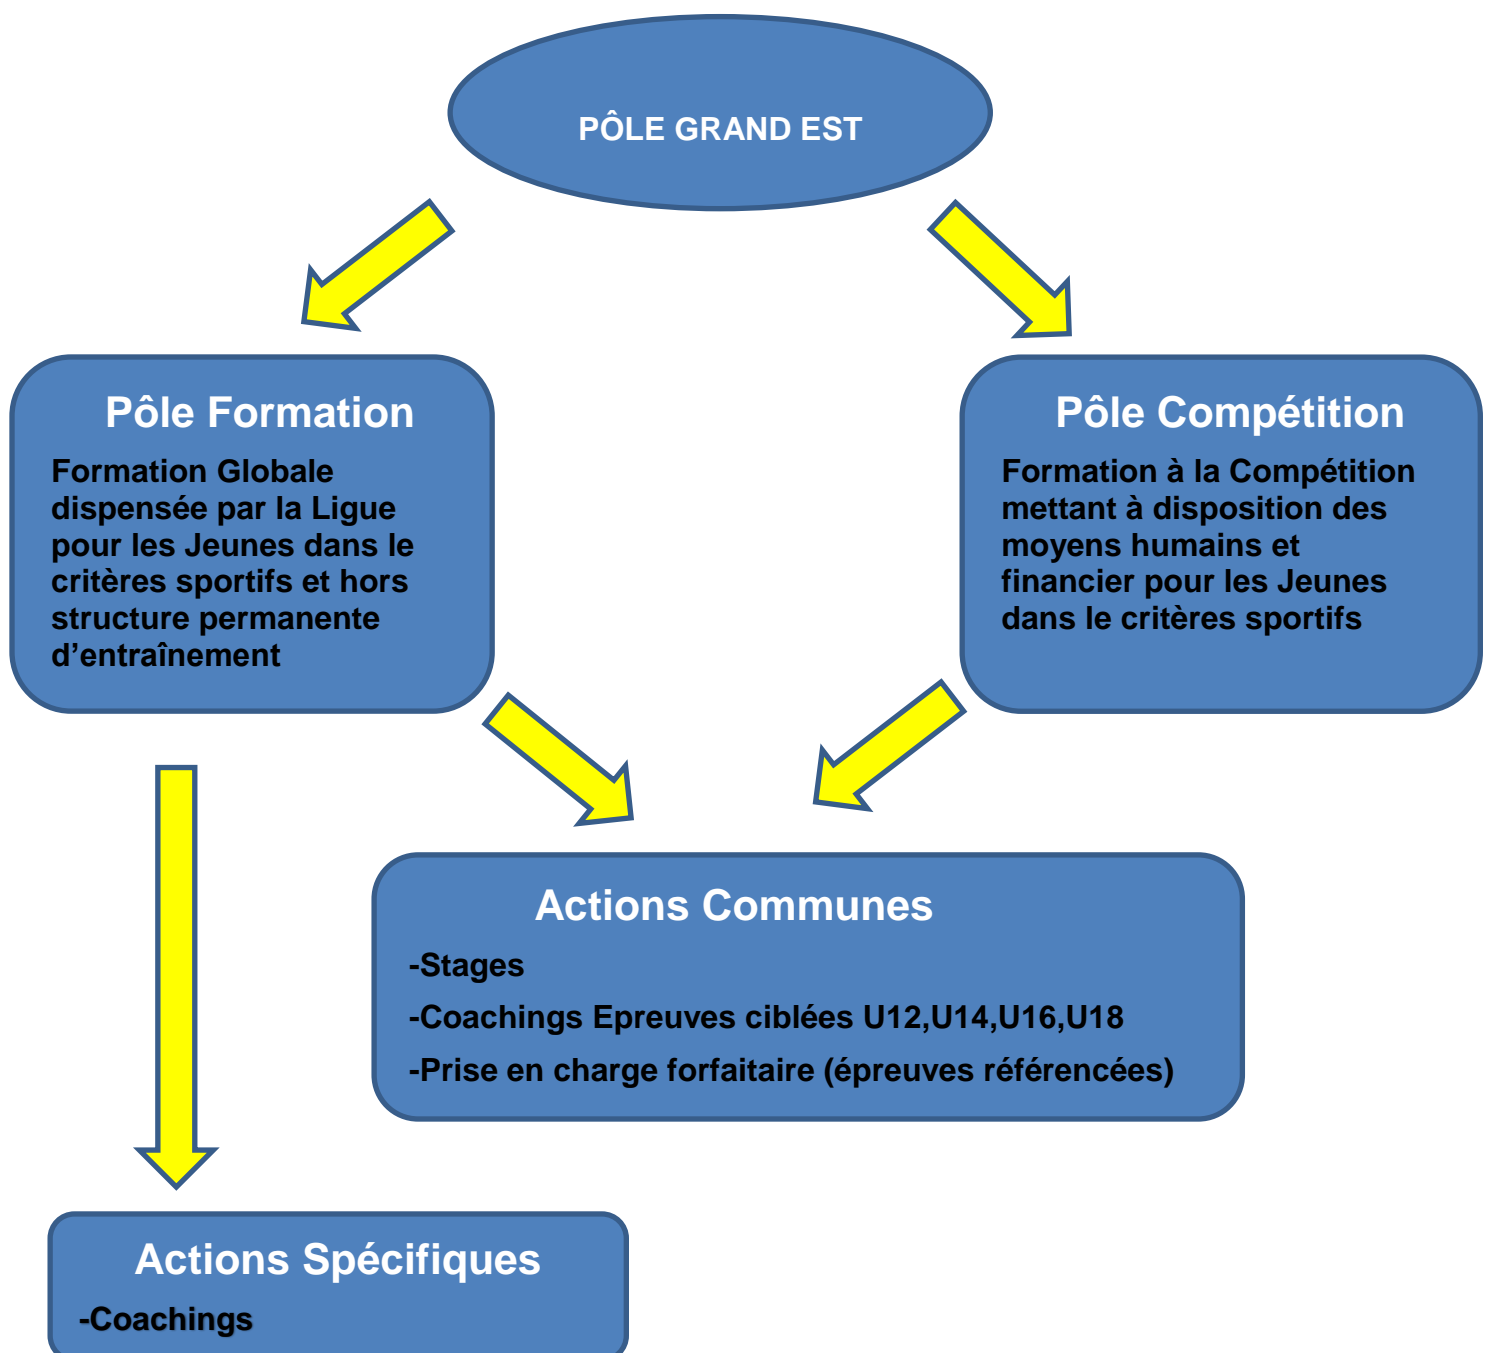 PÔLE GRAND EST
Pôle Formation
Formation Globale
dispensée par la Ligue
pour les Jeunes dans le
critères sportifs et hors
structure permanente
d’entraînement
Pôle Compétition
Formation à la Compétition
mettant à disposition des
moyens humains et
financier pour les Jeunes
dans le critères sportifs
Actions Communes
-Stages
-Coachings Epreuves ciblées U12,U14,U16,U18
-Prise en charge forfaitaire (épreuves référencées)
Actions Spécifiques
-Coachings